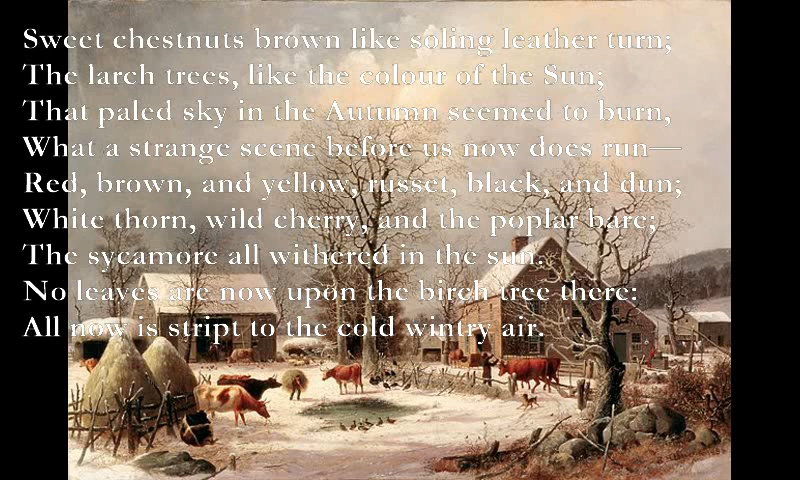 Sweet chestnuts brown like soling leather turn;
The larch trees, like the colour of the Sun;
That paled sky in the Autumn seemed to burn,
What a strange scene before us now does run—
Red, brown, and yellow, russet, black, and dun;
White thorn, wild cherry, and the poplar bare;
The sycamore all withered in the sun.
No leaves are now upon the birch tree there:
All now is stript to the cold wintry air.